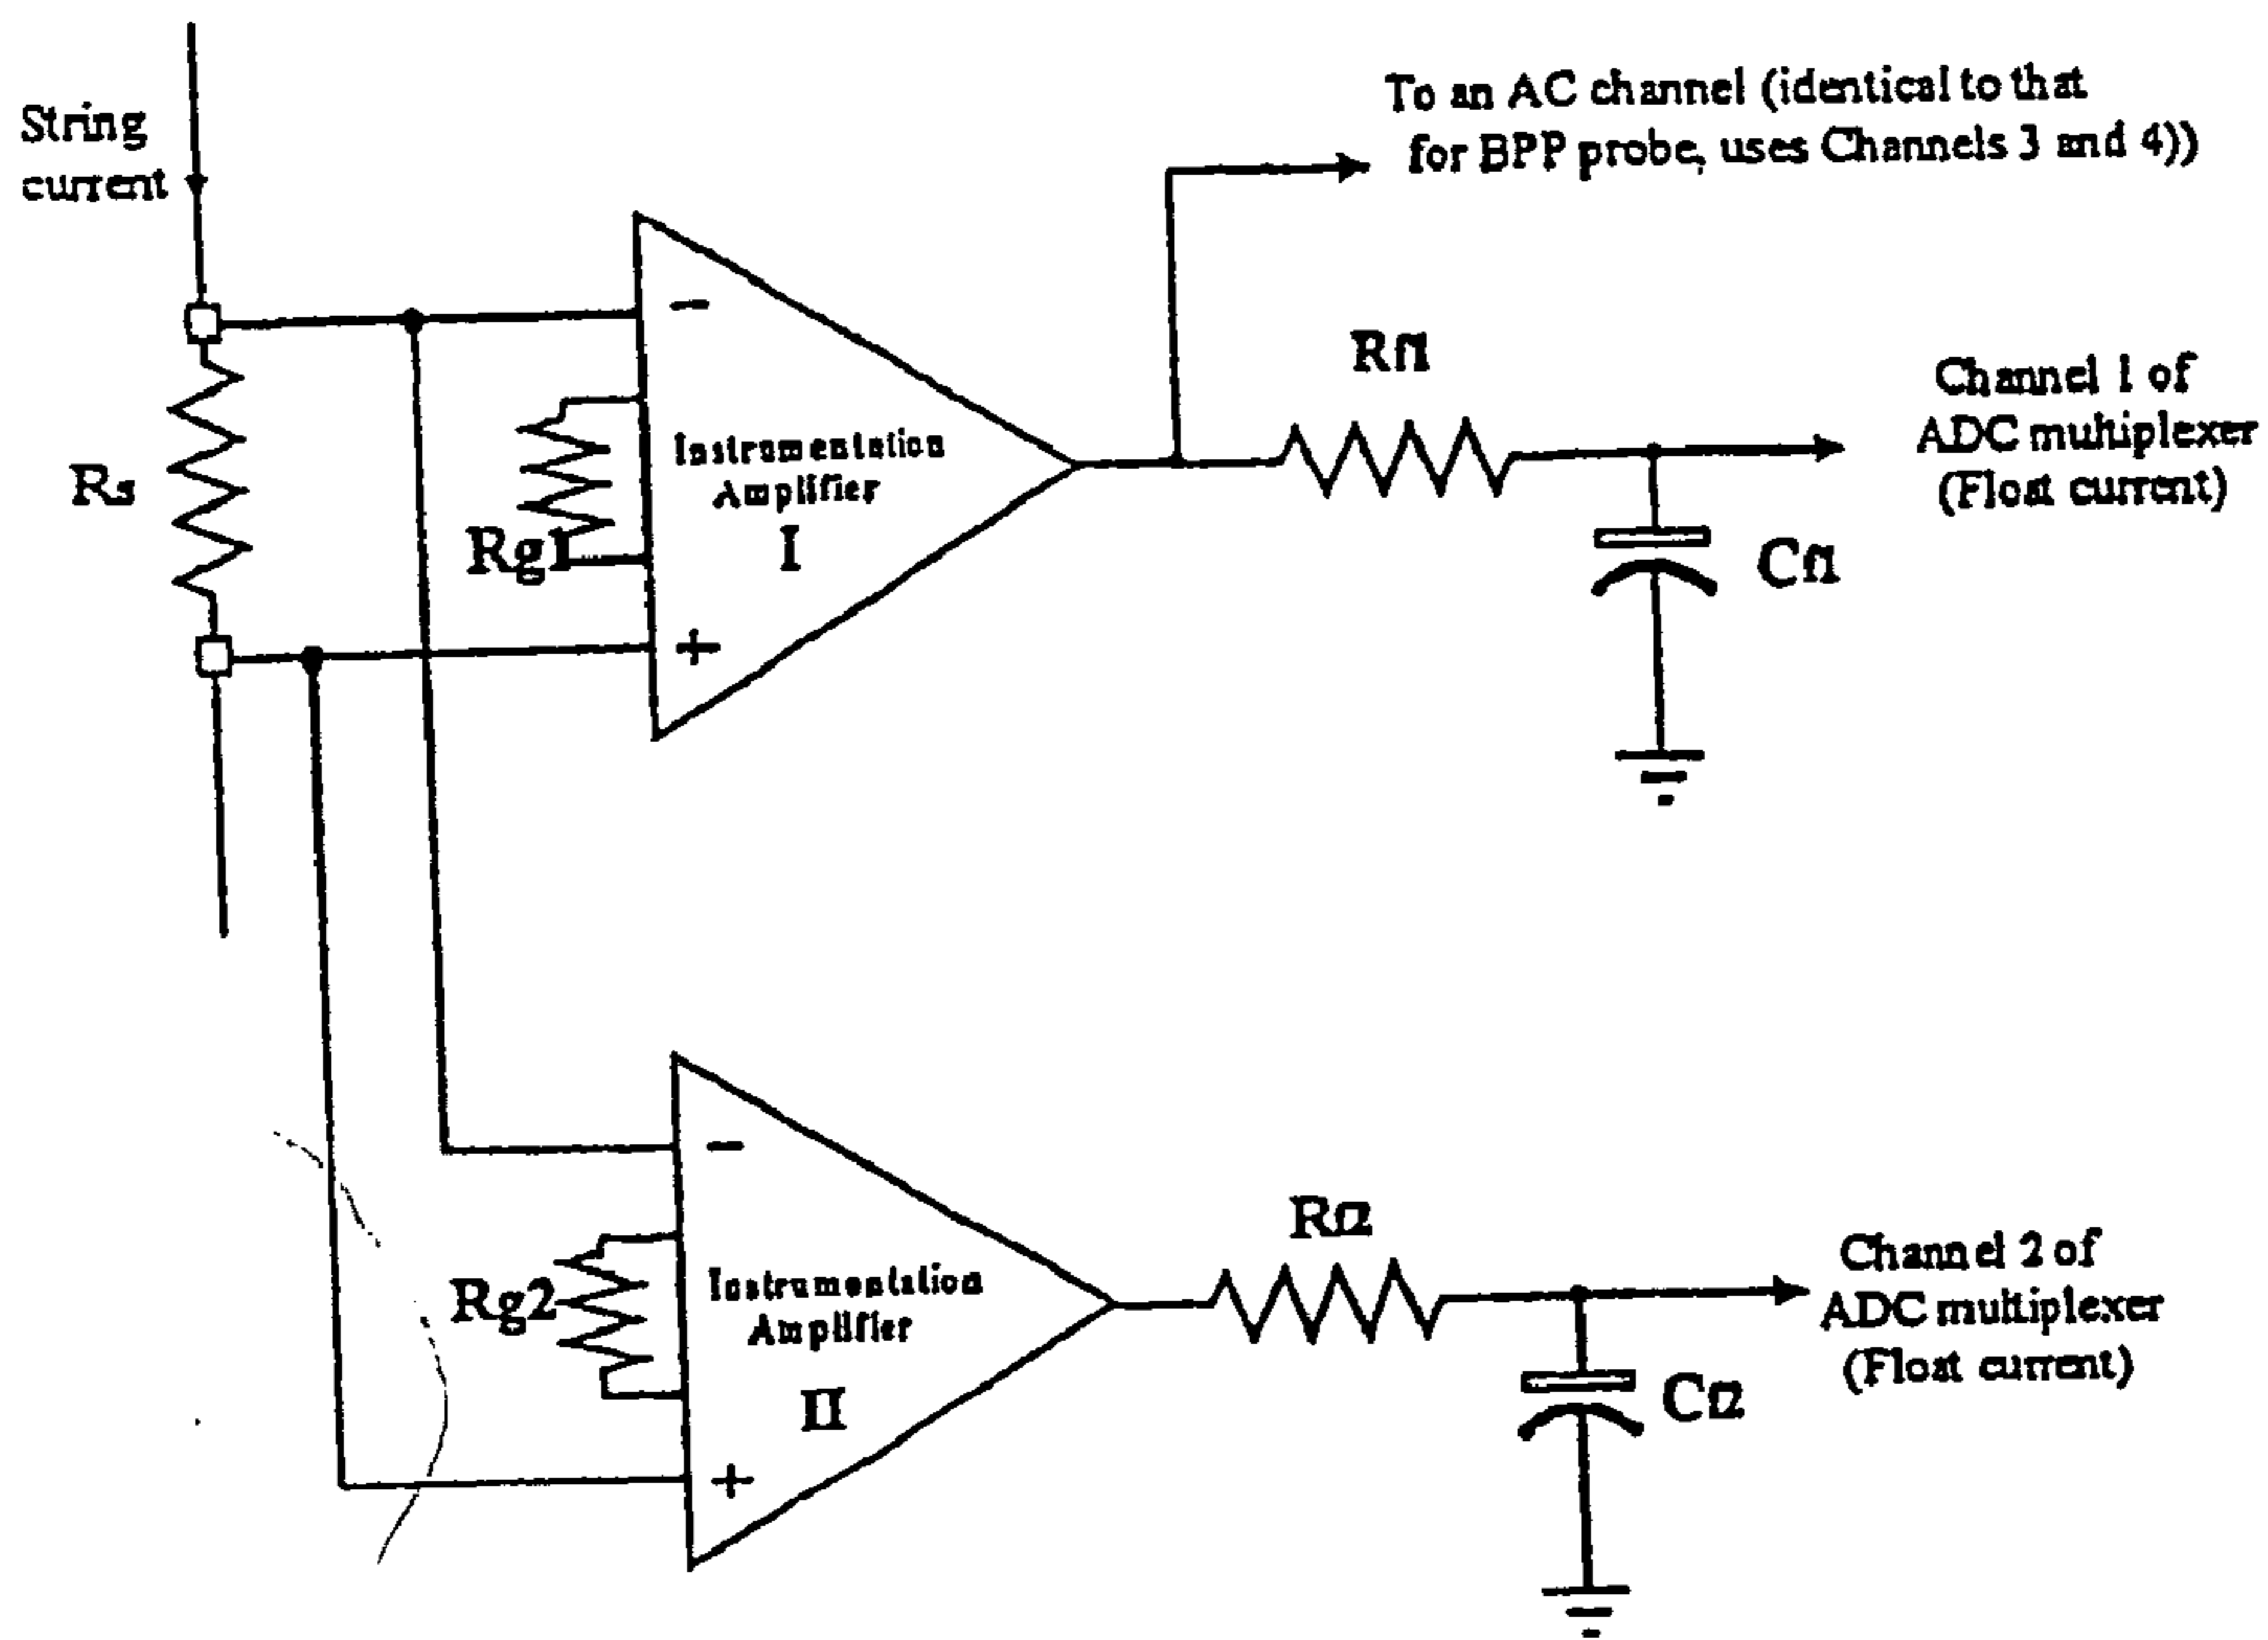 String
current
To an AC channel (identical to that
for BPP probe, uses Channels 3 and 4))
−
Rs
Rg1
Instrumentation
Amplifier
I
+
Rf1
Channel 1 of
ADC multiplexer
(Float current)
Cf1
−
Rg2
Instrumentation
Amplifier
II
+
Rf2
Channel 2 of
ADC multiplexer
(Float current)
Cf2